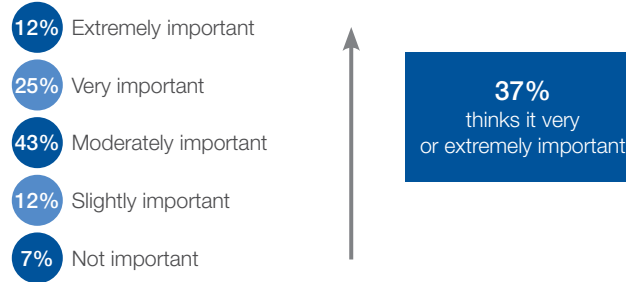 12% Extremely important
25% Very important
43% Moderately important
12% Slightly important
7% Not important
37%
thinks it very
or extremely important